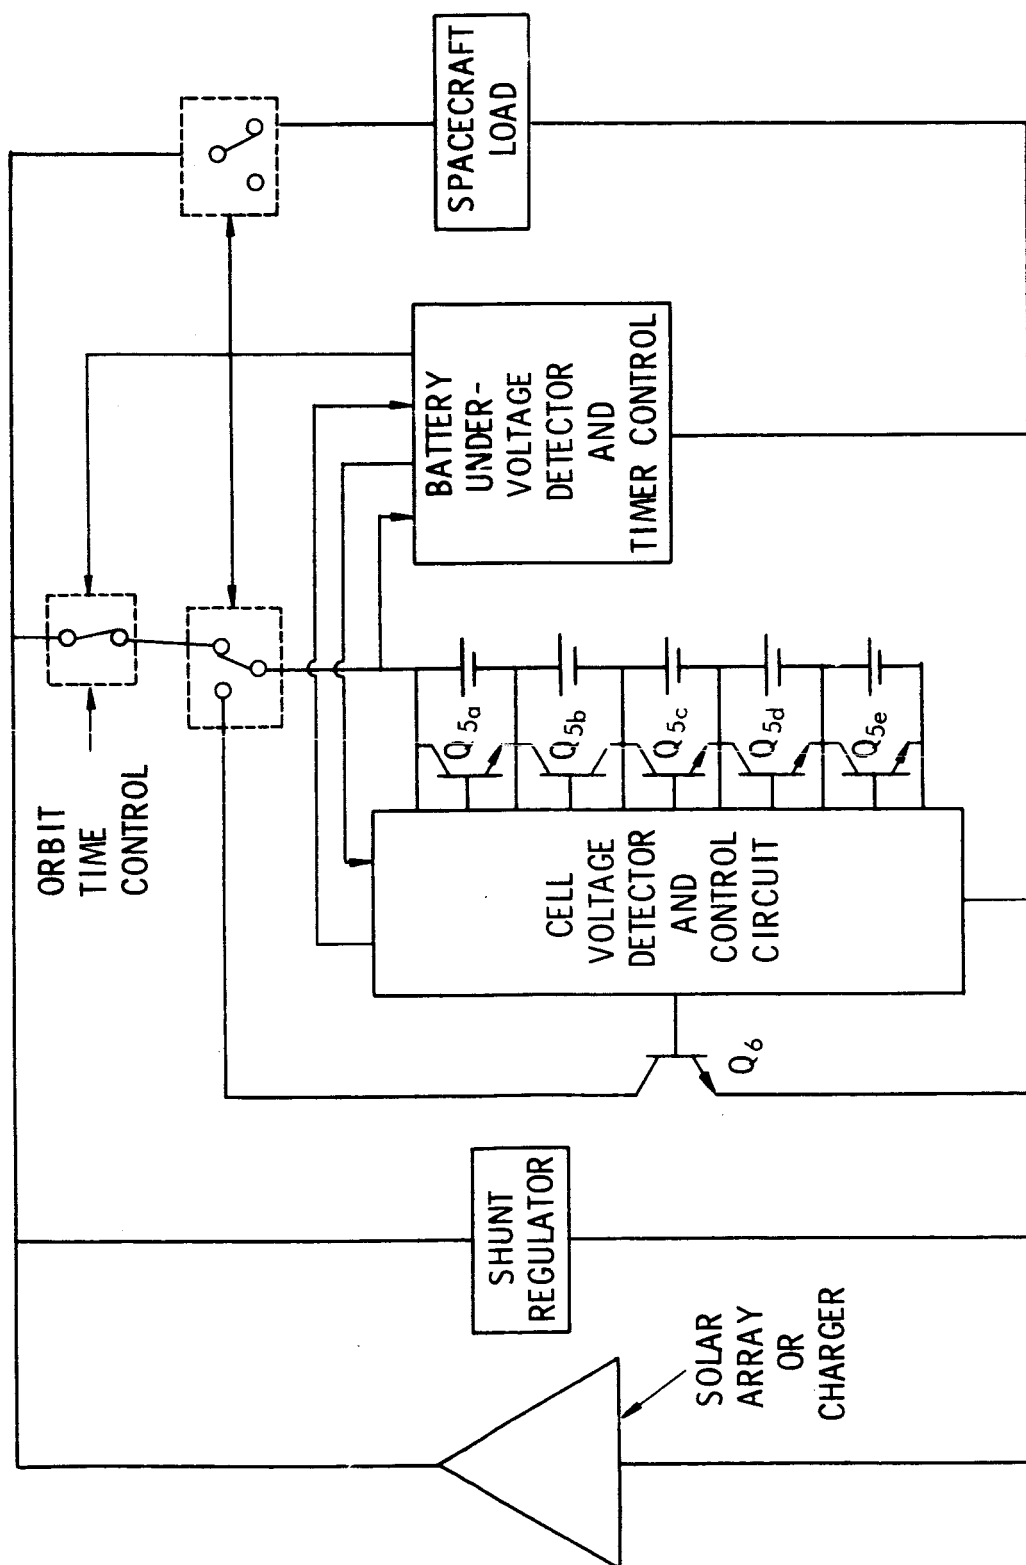 ORBIT
TIME
CONTROL
SPACECRAFT
LOAD
BATTERY
UNDER-
VOLTAGE
DETECTOR
AND
TIMER CONTROL
Q5a
Q5b
Q5c
Q5d
Q5e
CELL
VOLTAGE
DETECTOR
AND
CONTROL
CIRCUIT
Q6
SHUNT
REGULATOR
SOLAR
ARRAY
OR
CHARGER